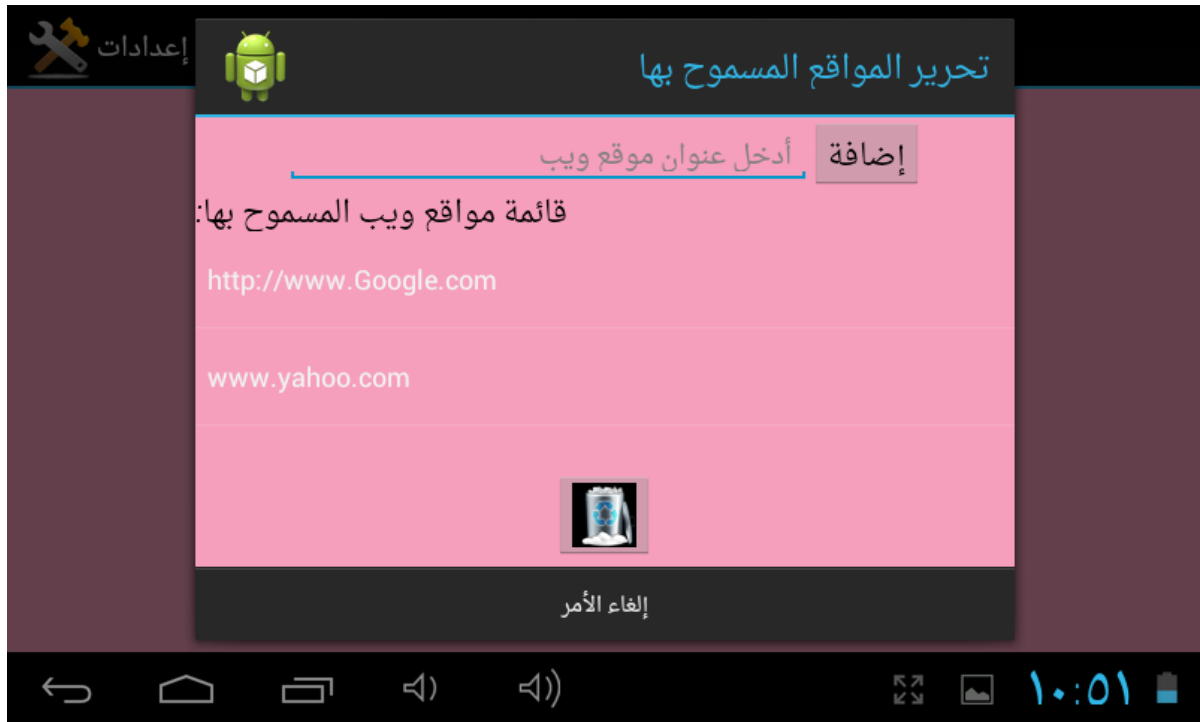 إعدادات
تحرير المواقع المسموح بها
إضافة
أدخل عنوان موقع ويب
قائمة مواقع ويب المسموح بها:
http://www.Google.com
www.yahoo.com
إلغاء الأمر
١٠:٥١